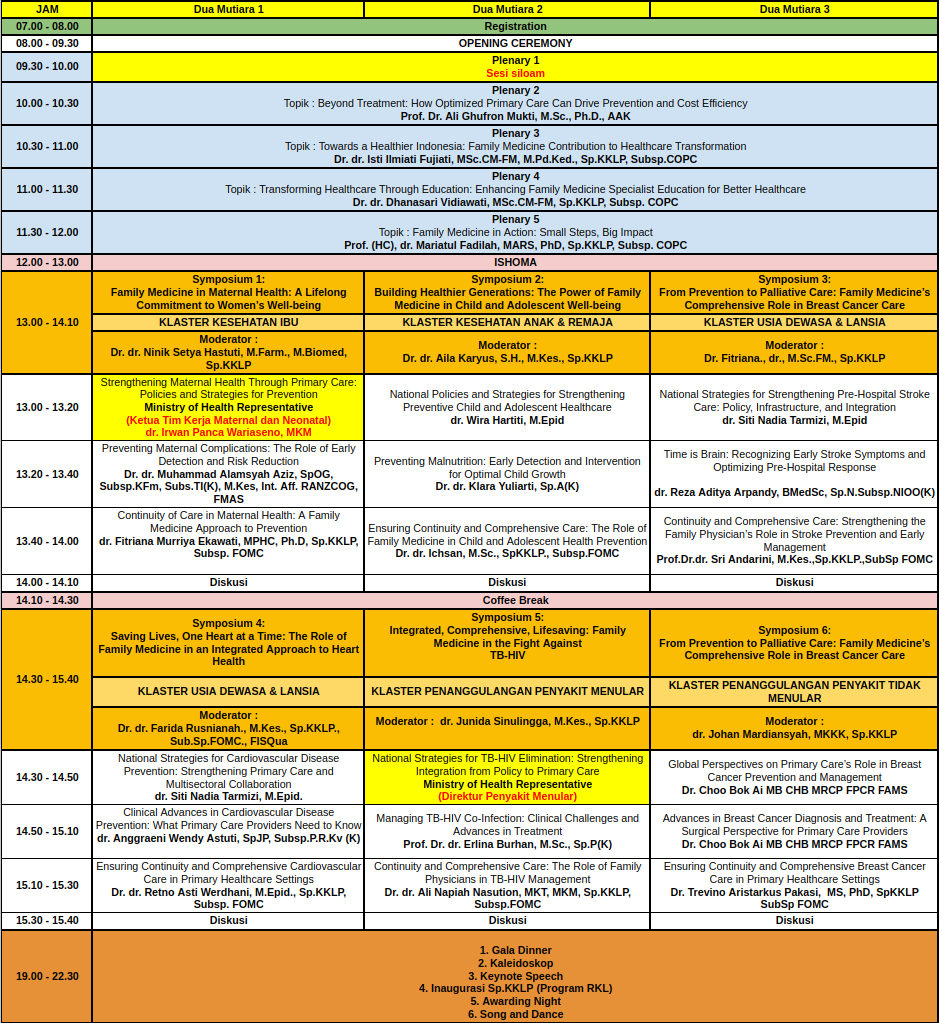 JAM Dua Mutiara 1 Dua Mutiara 2 Dua Mutiara 3
07.00 - 08.00 Registration
08.00 - 09.30 OPENING CEREMONY
09.30 - 10.00
Plenary 1
Sesi siloam
10.00 - 10.30
Plenary 2
Topik : Beyond Treatment: How Optimized Primary Care Can Drive Prevention and Cost Efficiency
Prof. Dr. Ali Ghufron Mukti, M.Sc., Ph.D., AAK
10.30 - 11.00
Plenary 3
Topik : Towards a Healthier Indonesia: Family Medicine Contribution to Healthcare Transformation
Dr. dr. Isti Ilmiati Fujiati, MSc.CM-FM, M.Pd.Ked., Sp.KKLP, Subsp.COPC
11.00 - 11.30
Plenary 4
Topik : Transforming Healthcare Through Education: Enhancing Family Medicine Specialist Education for Better Healthcare
Dr. dr. Dhanasari Vidiawati, MSc.CM-FM, Sp.KKLP, Subsp. COPC
11.30 - 12.00
Plenary 5
Topik : Family Medicine in Action: Small Steps, Big Impact
Prof. (HC), dr. Mariatul Fadilah, MARS, PhD, Sp.KKLP, Subsp. COPC
12.00 - 13.00 ISHOMA
13.00 - 14.10
Symposium 1:
Family Medicine in Maternal Health: A Lifelong
Commitment to Women's Well-being
Symposium 2:
Building Healthier Generations: The Power of Family
Medicine in Child and Adolescent Well-being
Symposium 3:
From Prevention to Palliative Care: Family Medicine's
Comprehensive Role in Breast Cancer Care
KLASTER KESEHATAN IBU
KLASTER KESEHATAN ANAK & REMAJA
KLASTER USIA DEWASA & LANSIA
Moderator :
Dr. dr. Ninik Setya Hastuti, M.Farm., M.Biomed,
Sp.KKLP
Moderator :
Dr. dr. Aila Karyus, S.H., M.Kes., Sp.KKLP
Moderator :
Dr. Fitriana., dr., M.Sc.FM., Sp.KKLP
13.00 - 13.20
Strengthening Maternal Health Through Primary Care:
Policies and Strategies for Prevention
Ministry of Health Representative
(Ketua Tim Kerja Maternal dan Neonatal)
dr. Irwan Panca Wariaseno, MKM
National Policies and Strategies for Strengthening
Preventive Child and Adolescent Healthcare
dr. Wira Hartiti, M.Epid
National Strategies for Strengthening Pre-Hospital Stroke
Care: Policy, Infrastructure, and Integration
dr. Siti Nadia Tarmizi, M.Epid
13.20 - 13.40
Preventing Maternal Complications: The Role of Early
Detection and Risk Reduction
Dr. dr. Muhammad Alamsyah Aziz, SpOG,
Subsp.KFm, Subs.TI(K), M.Kes, Int. Aff. RANZCOG,
FMAS
Preventing Malnutrition: Early Detection and Intervention
for Optimal Child Growth
Dr. dr. Klara Yuliarti, Sp.A(K)
Time is Brain: Recognizing Early Stroke Symptoms and
Optimizing Pre-Hospital Response
dr. Reza Aditya Arpandy, BMedSc, Sp.N.Subsp.NIOO(K)
13.40 - 14.00
Continuity of Care in Maternal Health: A Family
Medicine Approach to Prevention
dr. Fitriana Murriya Ekawati, MPHC, Ph.D, Sp.KKLP,
Subsp. FOMC
Ensuring Continuity and Comprehensive Care: The Role of
Family Medicine in Child and Adolescent Health Prevention
Dr. dr. Ichsan, M.Sc., SpKKLP., Subsp.FOMC
Continuity and Comprehensive Care: Strengthening the
Family Physician's Role in Stroke Prevention and Early
Management
Prof.Dr.dr. Sri Andarini, M.Kes.,Sp.KKLP.,SubSp FOMC
14.00 - 14.10 Diskusi Diskusi Diskusi
14.10 - 14.30 Coffee Break
14.30 - 15.40
Symposium 4:
Saving Lives, One Heart at a Time: The Role of
Family Medicine in an Integrated Approach to Heart
Health
Symposium 5:
Integrated, Comprehensive, Lifesaving: Family
Medicine in the Fight Against
TB-HIV
Symposium 6:
From Prevention to Palliative Care: Family Medicine's
Comprehensive Role in Breast Cancer Care
KLASTER USIA DEWASA & LANSIA
KLASTER PENANGGULANGAN PENYAKIT MENULAR
KLASTER PENANGGULANGAN PENYAKIT TIDAK
MENULAR
Moderator :
Dr. dr. Farida Rusnianah., M.Kes., Sp.KKLP.,
Sub.Sp.FOMC., FISQua
Moderator : dr. Junida Sinulingga, M.Kes., Sp.KKLP
Moderator :
dr. Johan Mardiansyah, MKKK, Sp.KKLP
14.30 - 14.50
National Strategies for Cardiovascular Disease
Prevention: Strengthening Primary Care and
Multisectoral Collaboration
dr. Siti Nadia Tarmizi, M.Epid.
National Strategies for TB-HIV Elimination: Strengthening
Integration from Policy to Primary Care
Ministry of Health Representative
(Direktur Penyakit Menular)
Global Perspectives on Primary Care's Role in Breast
Cancer Prevention and Management
Dr. Choo Bok Ai MB CHB MRCP FPCR FAMS
14.50 - 15.10
Clinical Advances in Cardiovascular Disease
Prevention: What Primary Care Providers Need to Know
dr. Anggraeni Wendy Astuti, SpJP, Subsp.P.R.Kv (K)
Managing TB-HIV Co-Infection: Clinical Challenges and
Advances in Treatment
Prof. Dr. dr. Erlina Burhan, M.Sc., Sp.P(K)
Advances in Breast Cancer Diagnosis and Treatment: A
Surgical Perspective for Primary Care Providers
Dr. Choo Bok Ai MB CHB MRCP FPCR FAMS
15.10 - 15.30
Ensuring Continuity and Comprehensive Cardiovascular
Care in Primary Healthcare Settings
Dr. dr. Retno Asti Werdhani, M.Epid., Sp.KKLP,
Subsp. FOMC
Continuity and Comprehensive Care: The Role of Family
Physicians in TB-HIV Management
Dr. dr. Ali Napiah Nasution, MKT, MKM, Sp.KKLP,
Subsp.FOMC
Ensuring Continuity and Comprehensive Breast Cancer
Care in Primary Healthcare Settings
Dr. Trevino Aristarkus Pakasi, MS, PhD, SpKKLP
SubSp FOMC
15.30 - 15.40 Diskusi Diskusi Diskusi
19.00 - 22.30
1. Gala Dinner
2. Kaleidoskop
3. Keynote Speech
4. Inaugurasi Sp.KKLP (Program RKL)
5. Awarding Night
6. Song and Dance